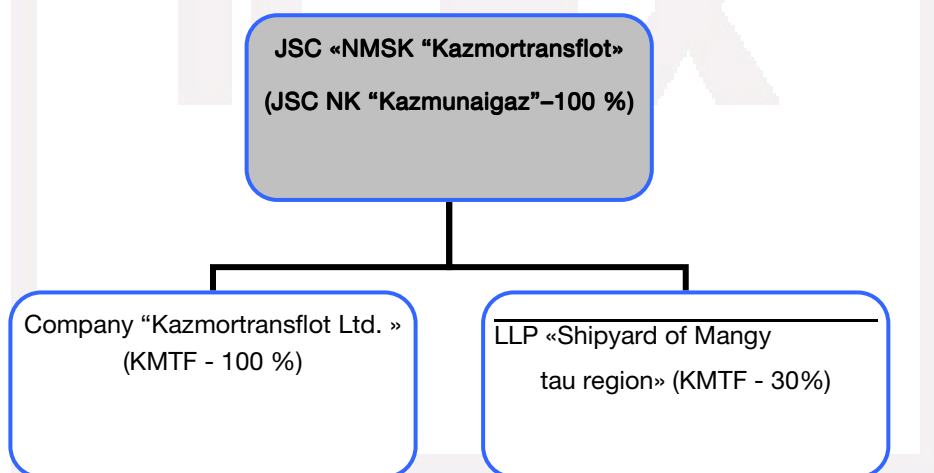 JSC «NMSK “Kazmortransflot»
(JSC NK “Kazmunaigaz”–100 %)
Company “Kazmortransflot Ltd. »
(KMTF - 100 %)
LLP «Shipyard of Mangy
tau region» (KMTF - 30%)